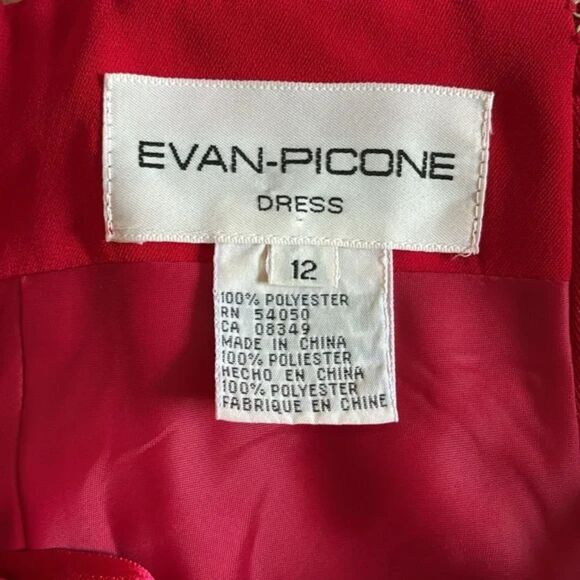 EVAN-PICONE
DRESS
12
100% POLYESTER
RN 54050
CA 08349
MADE IN CHINA
100% POLIESTER
HECHO EN CHINA
100% POLYESTER
FABRIQUE EN CHINE